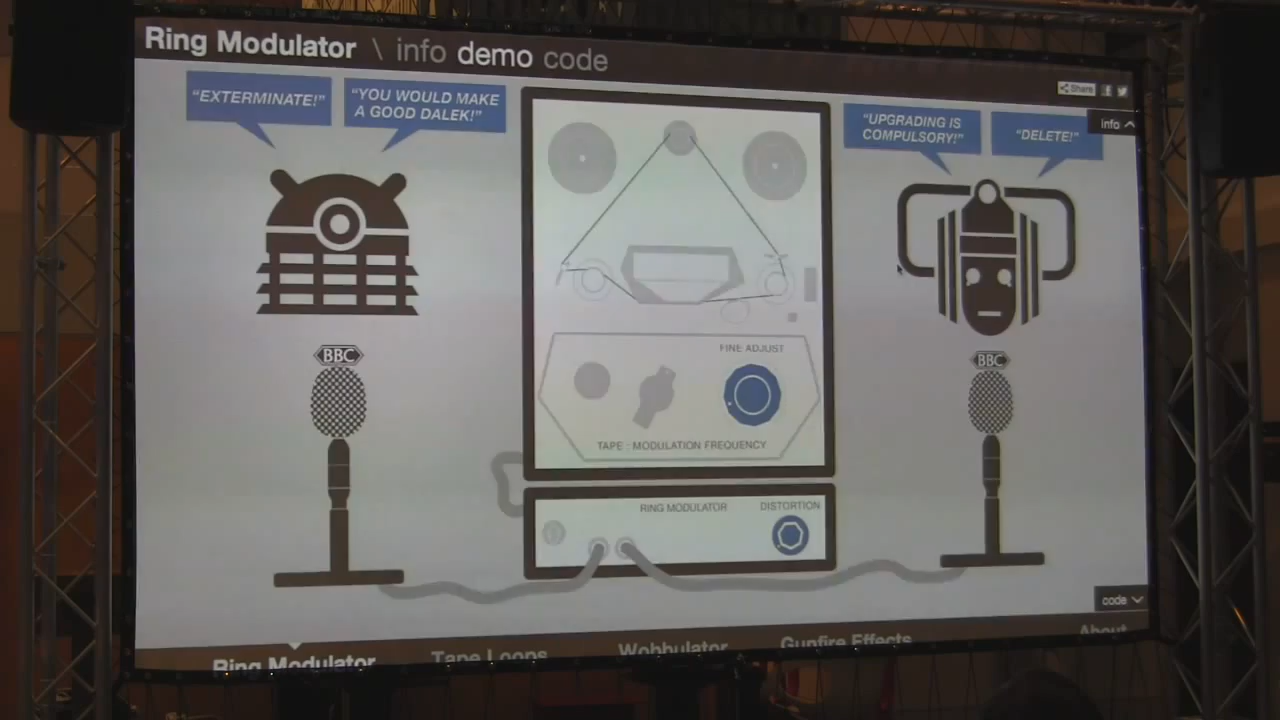 Ring Modulator \ info demo code
Share
info
"EXTERMINATE!"
"YOU WOULD MAKE
A GOOD DALEK!"
"UPGRADING IS
COMPULSORY!"
"DELETE!"
BBC
BBC
FINE ADJUST
TAPE : MODULATION FREQUENCY
RING MODULATOR
DISTORTION
code
Ring Modulator
Tape Loops
Wobbulator
Gunfire Effects
About